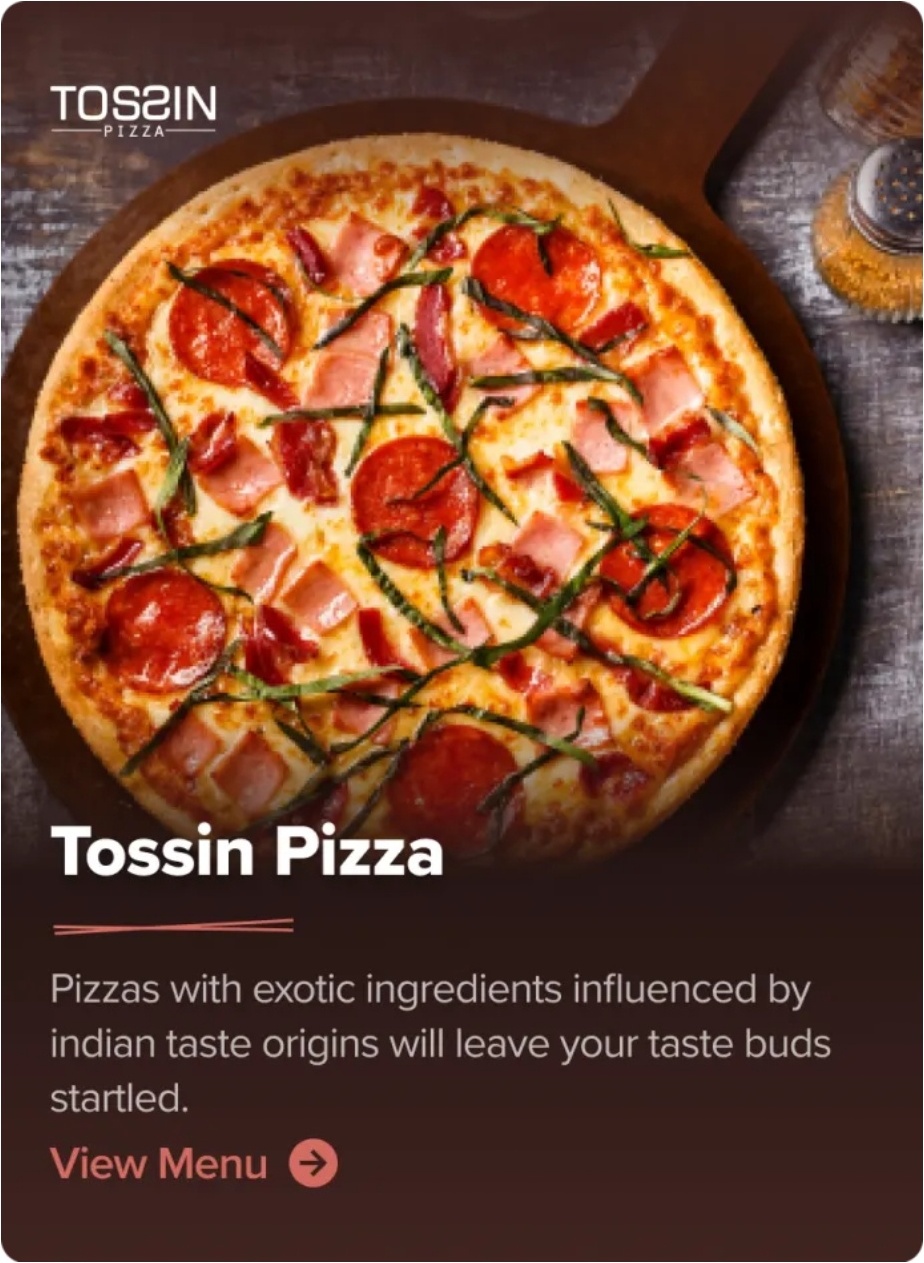 TOSSIN
PIZZA
Tossin Pizza
Pizzas with exotic ingredients influenced by
indian taste origins will leave your taste buds
startled.
View Menu